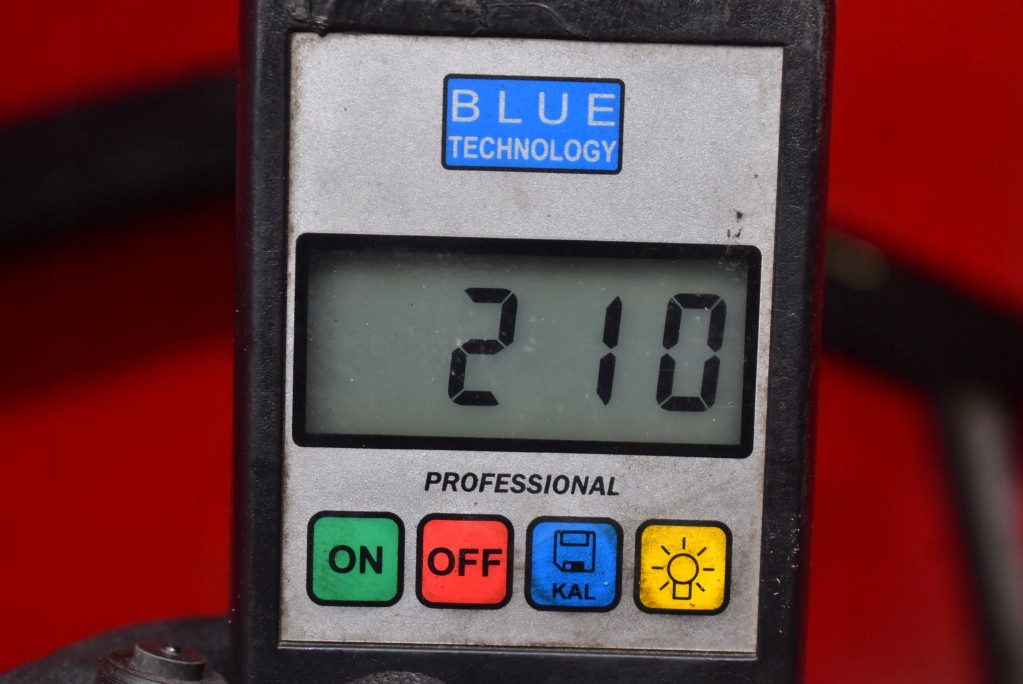 BLUE
TECHNOLOGY
210
PROFESSIONAL
ON OFF KAL